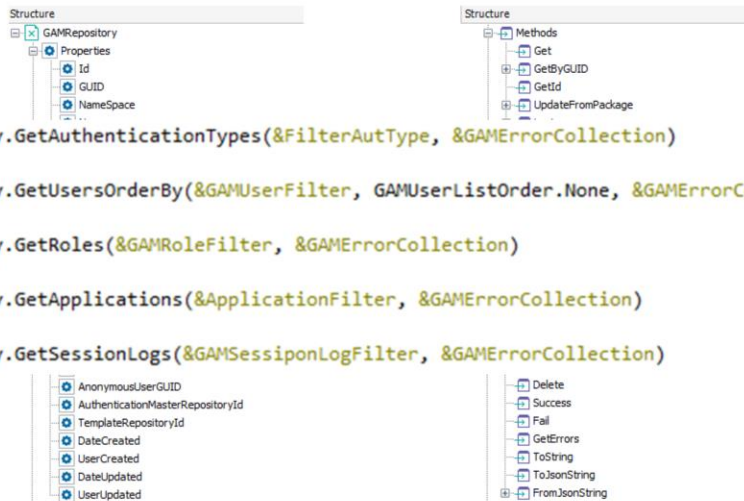 Structure
GAMRepository
Properties
Id
GUID
NameSpace
Structure
Methods
Get
GetByGUID
GetId
UpdateFromPackage
.GetAuthenticationTypes(&FilterAutType, &GAMErrorCollection)
.GetUsersOrderBy(&GAMUserFilter, GAMUserListOrder.None, &GAMErrorC
.GetRoles(&GAMRoleFilter, &GAMErrorCollection)
.GetApplications(&ApplicationFilter, &GAMErrorCollection)
.GetSessionLogs(&GAMSessiponLogFilter, &GAMErrorCollection)
AnonymousUserGUID
AuthenticationMasterRepositoryId
TemplateRepositoryId
DateCreated
UserCreated
DateUpdated
UserUpdated
Delete
Success
Fail
GetErrors
ToString
ToJsonString
FromJsonString